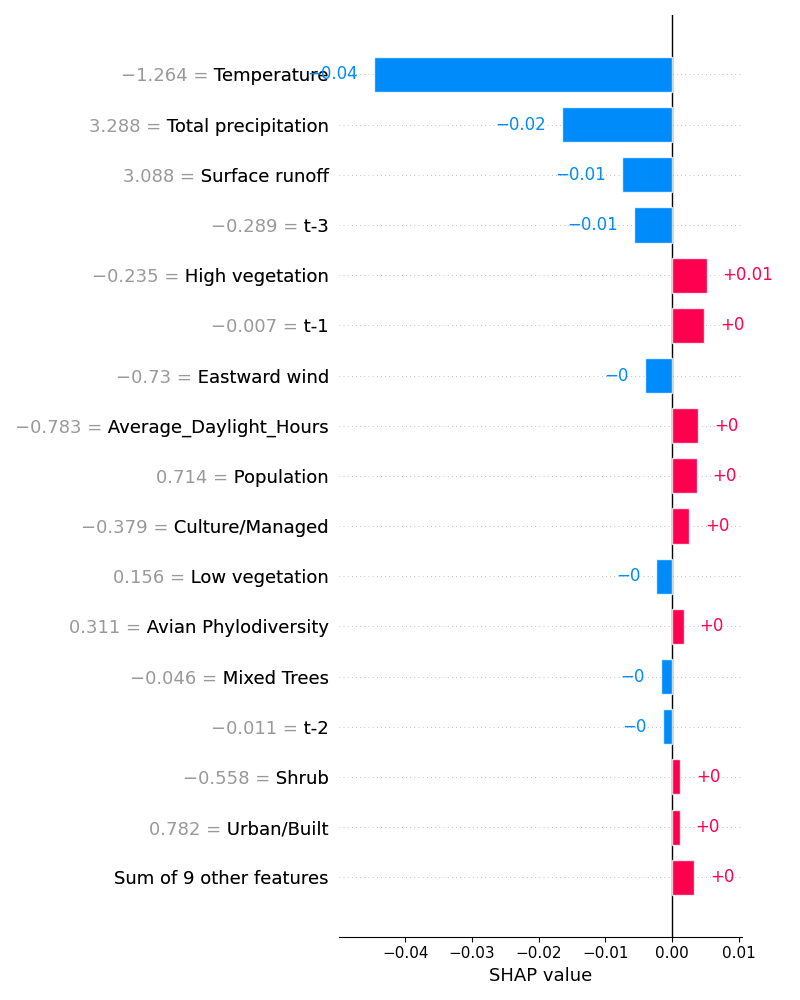 −1.264 = Temperature −0.04
3.288 = Total precipitation −0.02
3.088 = Surface runoff −0.01
−0.289 = t-3 −0.01
−0.235 = High vegetation +0.01
−0.007 = t-1 +0
−0.73 = Eastward wind −0
−0.783 = Average_Daylight_Hours +0
0.714 = Population +0
−0.379 = Culture/Managed +0
0.156 = Low vegetation −0
0.311 = Avian Phylodiversity +0
−0.046 = Mixed Trees −0
−0.011 = t-2 −0
−0.558 = Shrub +0
0.782 = Urban/Built +0
Sum of 9 other features +0
−0.04 −0.03 −0.02 −0.01 0.00 0.01
SHAP value